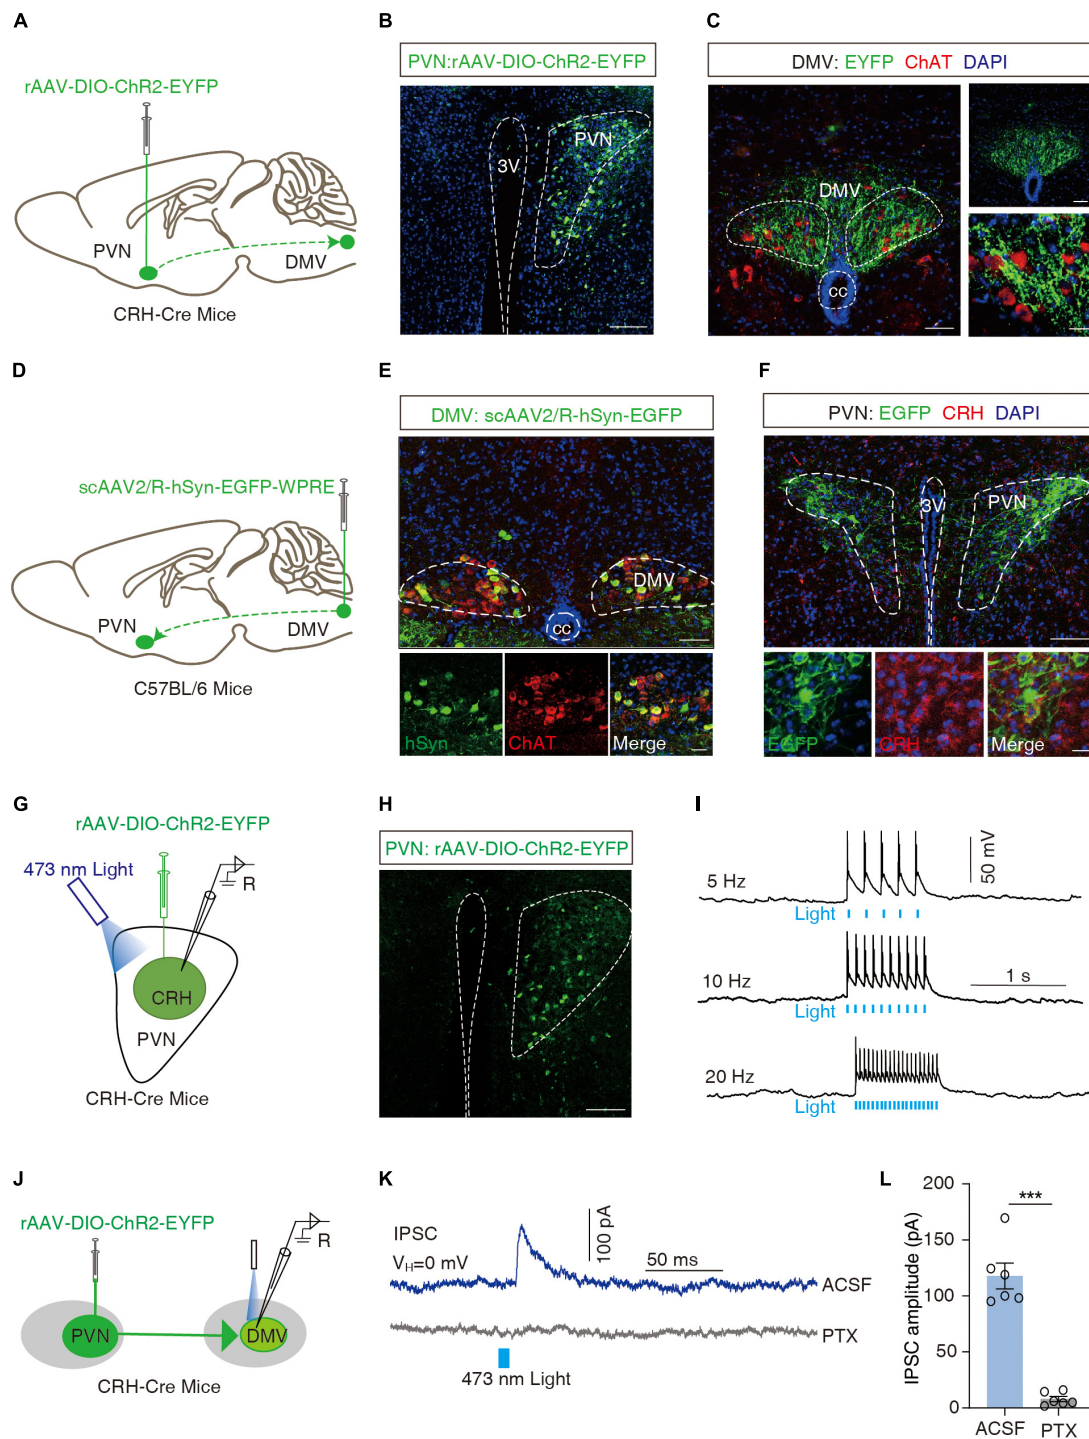 A
rAAV-DIO-ChR2-EYFP
PVN
DMV
CRH-Cre Mice
B
PVN:rAAV-DIO-ChR2-EYFP
3V
PVN
C
DMV: EYFP ChAT DAPI
DMV
cc
D
scAAV2/R-hSyn-EGFP-WPRE
PVN
DMV
C57BL/6 Mice
E
DMV: scAAV2/R-hSyn-EGFP
DMV
cc
hSyn
ChAT
Merge
F
PVN: EGFP CRH DAPI
3V
PVN
EGFP
CRH
Merge
G
rAAV-DIO-ChR2-EYFP
473 nm Light
R
CRH
PVN
CRH-Cre Mice
H
PVN: rAAV-DIO-ChR2-EYFP
I
50 mV
5 Hz
Light
10 Hz
1 s
Light
20 Hz
Light
J
rAAV-DIO-ChR2-EYFP
R
PVN
DMV
CRH-Cre Mice
K
IPSC
VH=0 mV
100 pA
50 ms
ACSF
PTX
473 nm Light
L
IPSC amplitude (pA)
200
150
100
50
0
***
ACSF
PTX